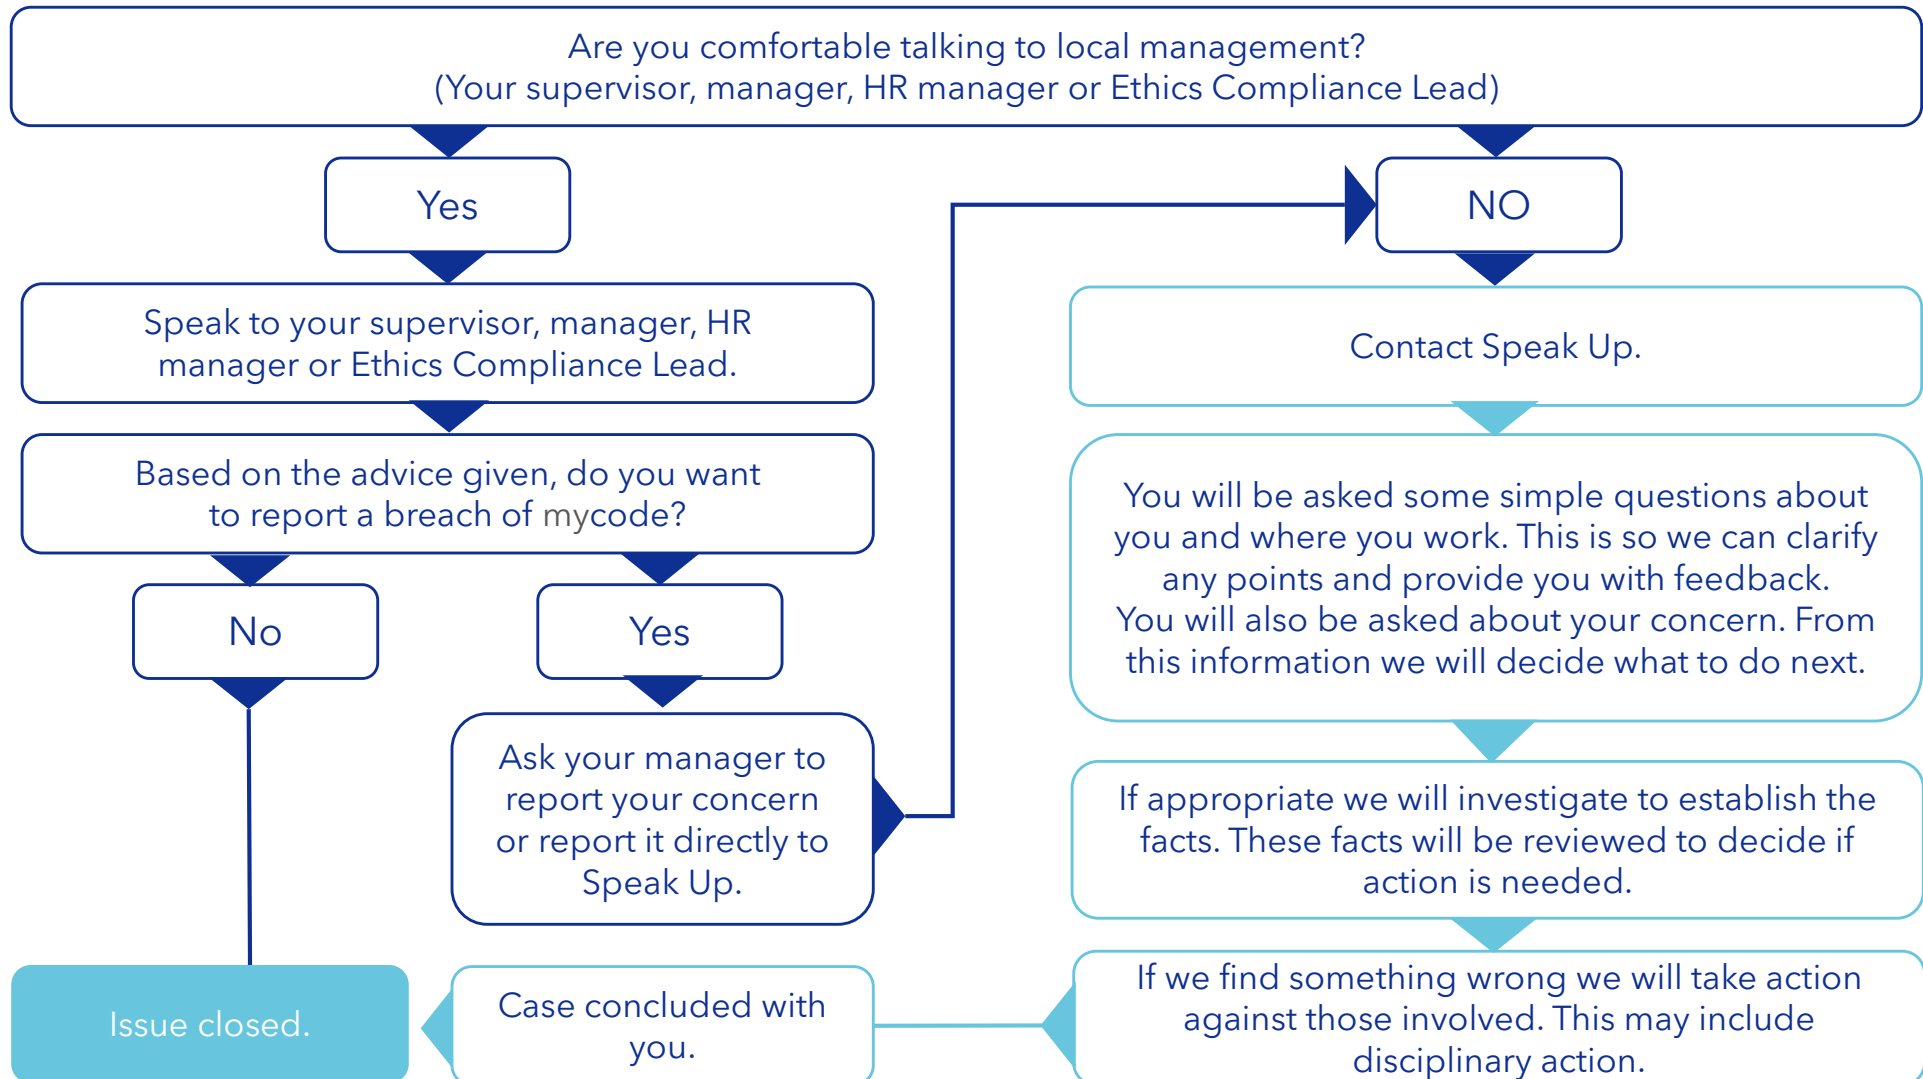 Are you comfortable talking to local management?
(Your supervisor, manager, HR manager or Ethics Compliance Lead)
Yes
NO
Speak to your supervisor, manager, HR
manager or Ethics Compliance Lead.
Contact Speak Up.
Based on the advice given, do you want
to report a breach of mycode?
You will be asked some simple questions about
you and where you work. This is so we can clarify
any points and provide you with feedback.
You will also be asked about your concern. From
this information we will decide what to do next.
No
Yes
Ask your manager to
report your concern
or report it directly to
Speak Up.
If appropriate we will investigate to establish the
facts. These facts will be reviewed to decide if
action is needed.
If we find something wrong we will take action
against those involved. This may include
disciplinary action.
Case concluded with
you.
Issue closed.